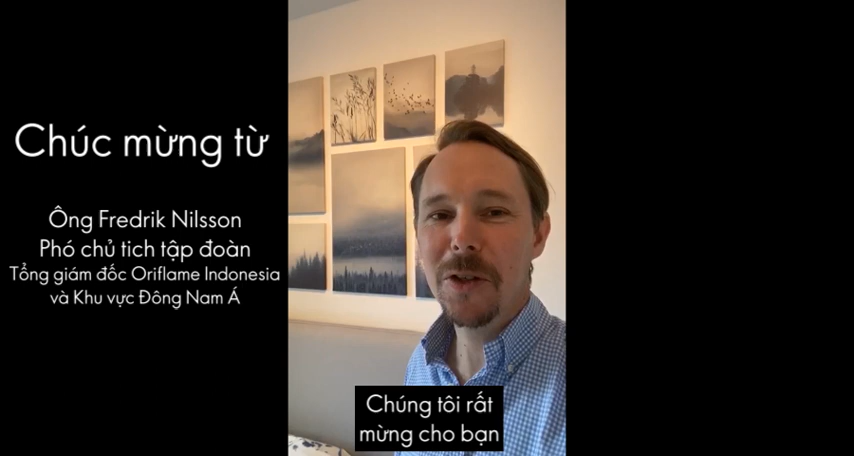 Chúc mừng từ
Ông Fredrik Nilsson
Phó chủ tich tập đoàn
Tổng giám đốc Oriflame Indonesia
và Khu vực Đông Nam Á
Chúng tôi rất
mừng cho bạn